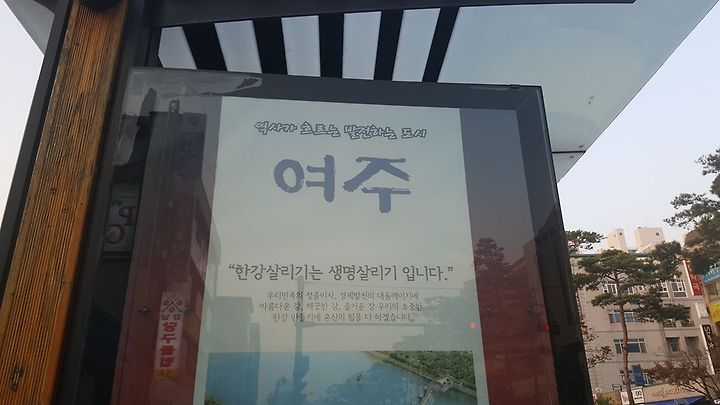 역사가 흐르는 발전하는 도시
여주
“한강살리기는 생명살리기 입니다.”
우리민족의 젖줄이자, 경제발전의 대동맥이기에
아름다운 강, 깨끗한 강, 즐거운 강 우리의 소중한
한강 만들기에 혼신의 힘을 다 하겠습니다.